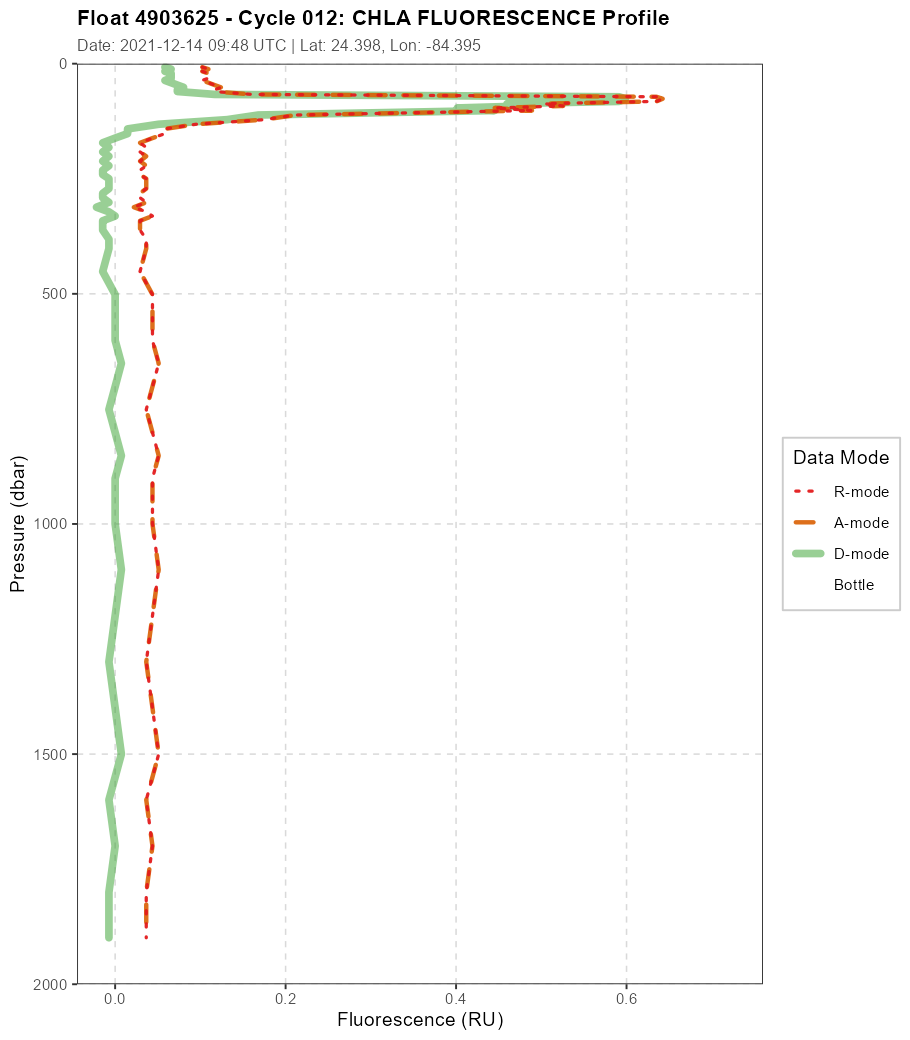 Float 4903625 - Cycle 012: CHLA FLUORESCENCE Profile
Date: 2021-12-14 09:48 UTC | Lat: 24.398, Lon: -84.395
0
500
1000
1500
2000
Pressure (dbar)
0.0 0.2 0.4 0.6
Fluorescence (RU)
Data Mode
R-mode
A-mode
D-mode
Bottle